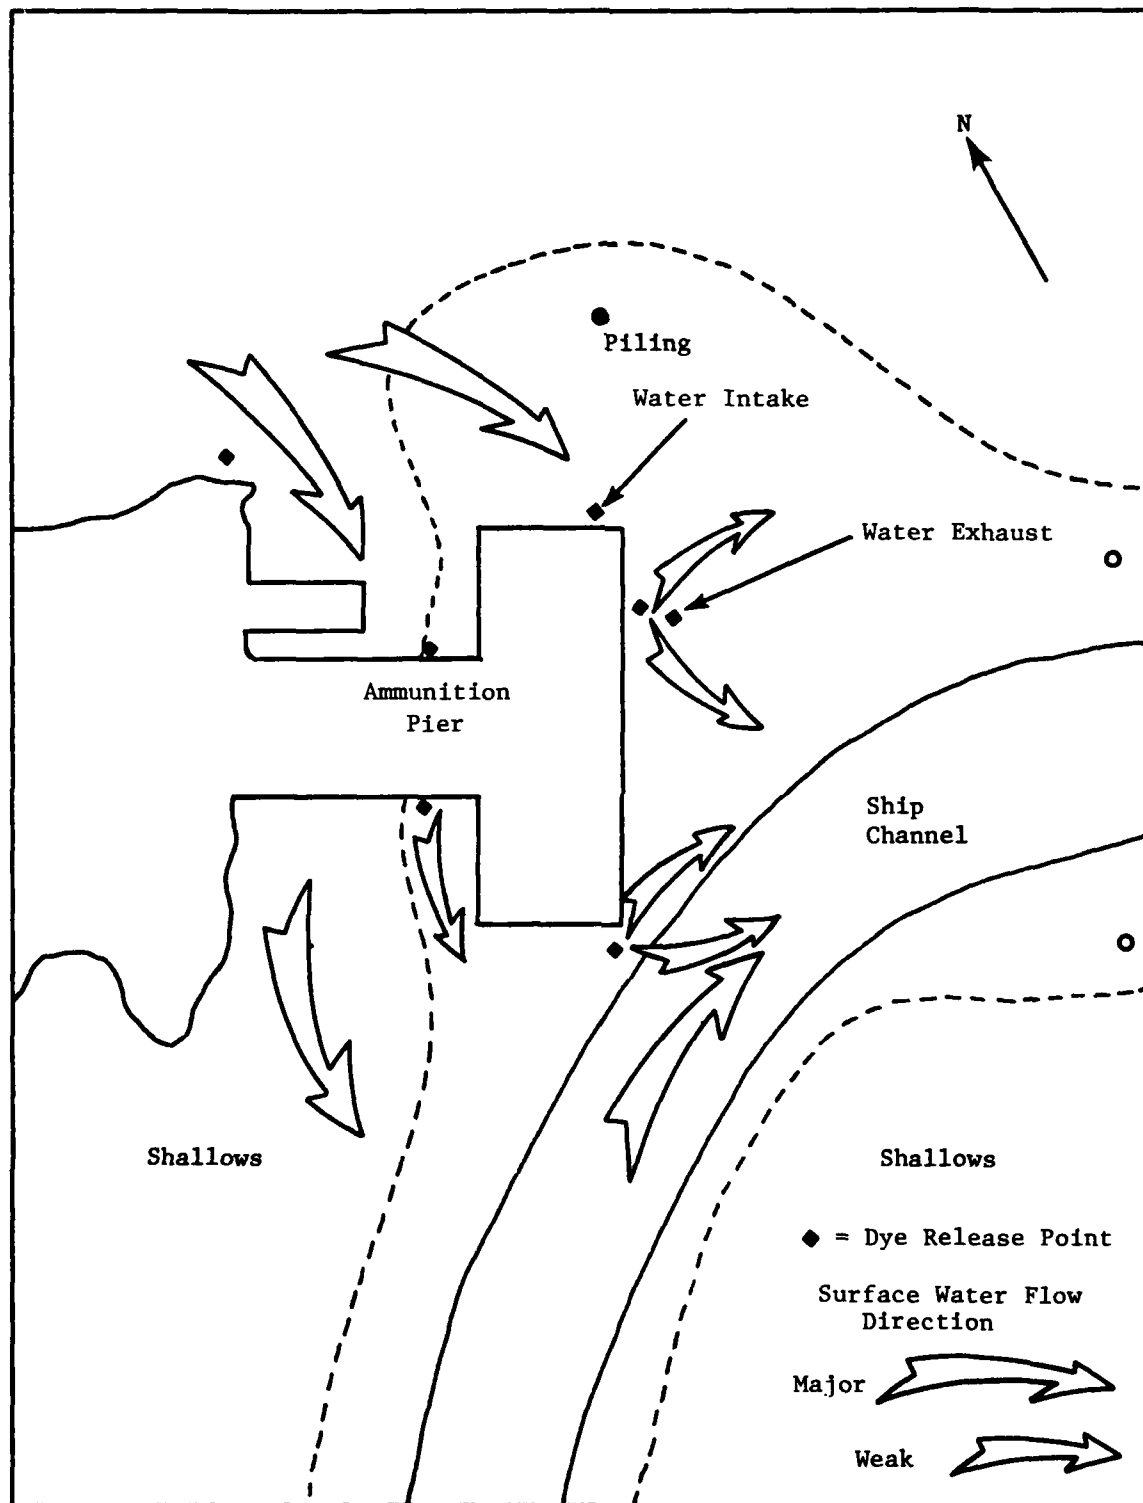 N
Piling
Water Intake
Water Exhaust
Ammunition
Pier
Ship
Channel
Shallows
Shallows
= Dye Release Point
Surface Water Flow
Direction
Major
Weak